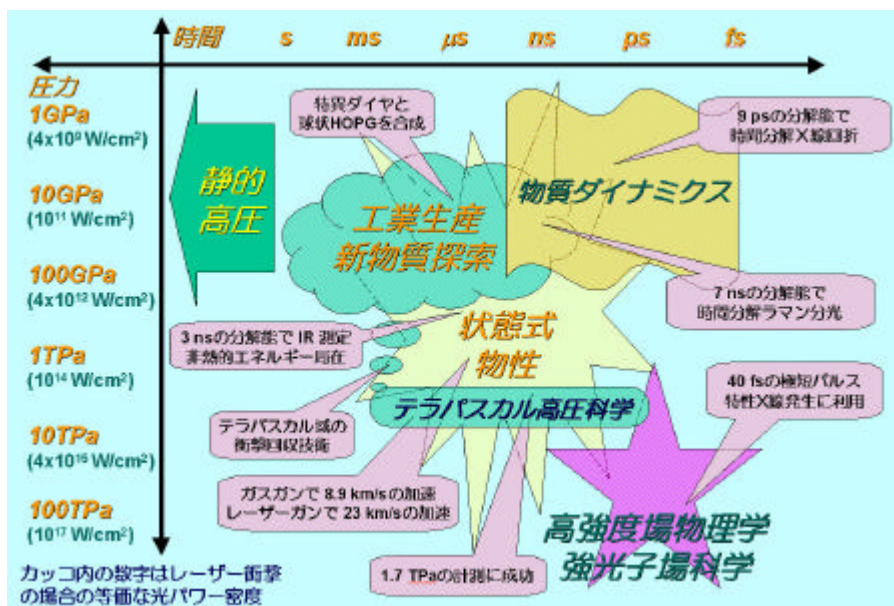 時間 s ms μs ns ps fs
圧力
1GPa
(4x10⁹ W/cm²)
10GPa
(10¹¹ W/cm²)
100GPa
(4x10¹² W/cm²)
1TPa
(10¹⁴ W/cm²)
10TPa
(4x10¹⁵ W/cm²)
100TPa
(10¹⁷ W/cm²)
静的
高圧
特異ダイヤと
球状HOPGを合成
工業生産
新物質探索
物質ダイナミクス
9 psの分解能で
時間分解X線回折
7 nsの分解能で
時間分解ラマン分光
3 nsの分解能で IR 測定
非熱的エネルギー局在
状態式
物性
テラパスカル高圧科学
40 fsの極短パルス
特性X線発生に利用
テラパスカル域の
衝撃回収技術
ガスガンで 8.9 km/sの加速
レーザーガンで 23 km/sの加速
1.7 TPaの計測に成功
高強度場物理学
強光子場科学
カッコ内の数字はレーザー衝撃
の場合の等価な光パワー密度